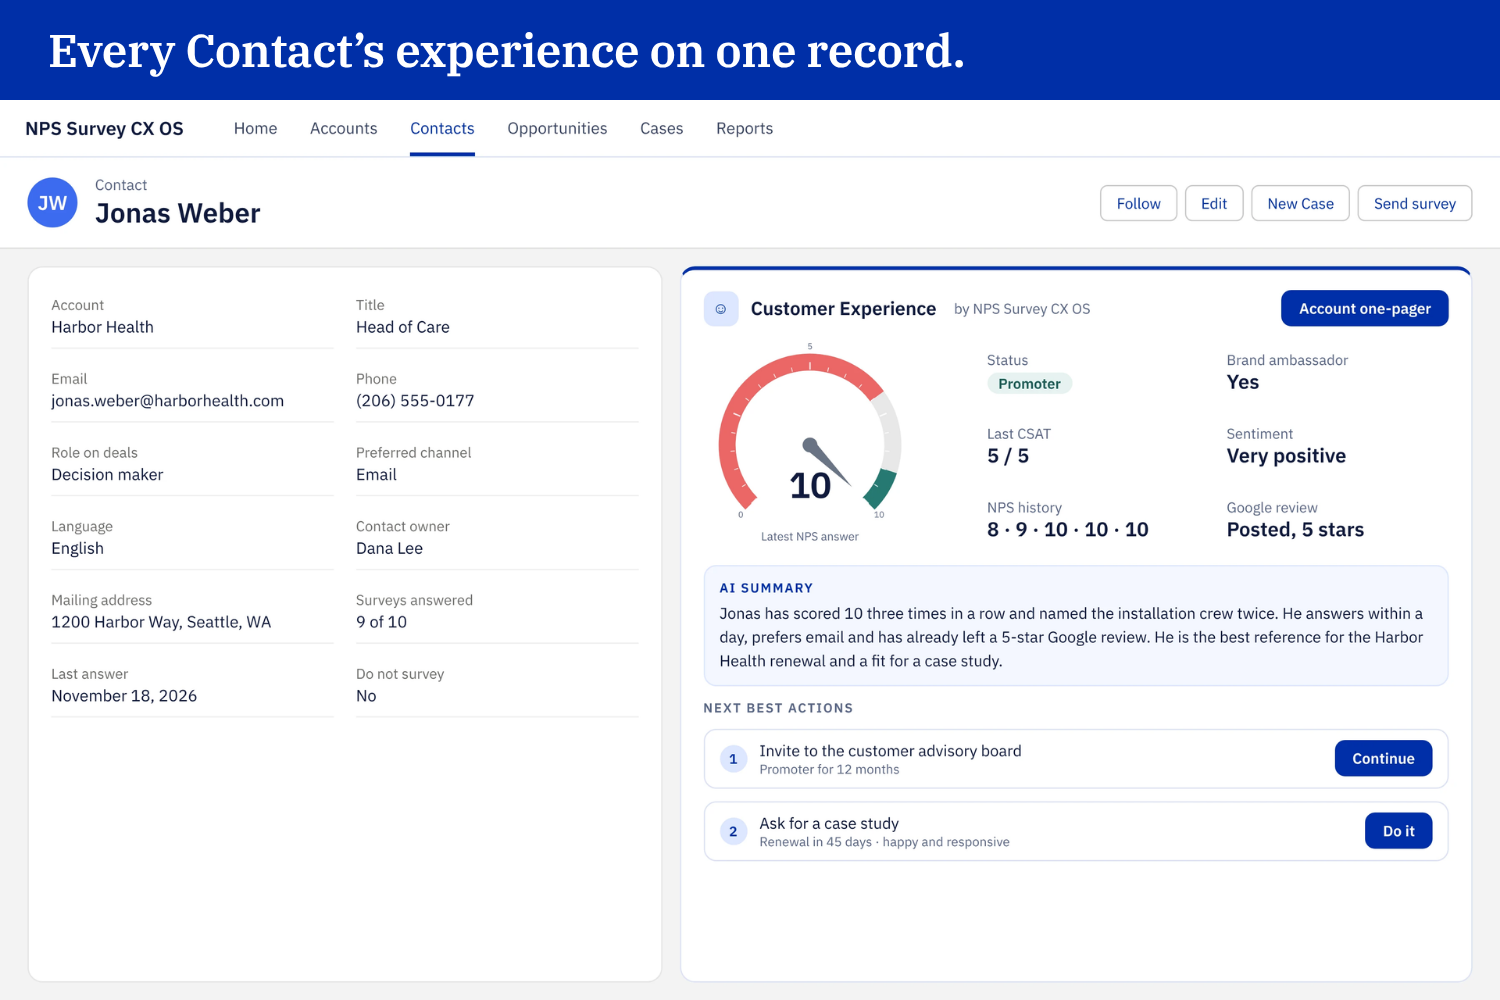 Every Contact’s experience on one record.
NPS Survey CX OS
Home
Accounts
Contacts
Opportunities
Cases
Reports
JW
Contact
Jonas Weber
Follow
Edit
New Case
Send survey
Account
Harbor Health
Title
Head of Care
Email
jonas.weber@harborhealth.com
Phone
(206) 555-0177
Role on deals
Decision maker
Preferred channel
Email
Language
English
Contact owner
Dana Lee
Mailing address
1200 Harbor Way, Seattle, WA
Surveys answered
9 of 10
Last answer
November 18, 2026
Do not survey
No
Customer Experience
by NPS Survey CX OS
Account one-pager
5
0
10
10
Latest NPS answer
Status
Promoter
Brand ambassador
Yes
Last CSAT
5 / 5
Sentiment
Very positive
NPS history
8 · 9 · 10 · 10 · 10
Google review
Posted, 5 stars
AI SUMMARY
Jonas has scored 10 three times in a row and named the installation crew twice. He answers within a
day, prefers email and has already left a 5-star Google review. He is the best reference for the Harbor
Health renewal and a fit for a case study.
NEXT BEST ACTIONS
1
Invite to the customer advisory board
Promoter for 12 months
Continue
2
Ask for a case study
Renewal in 45 days · happy and responsive
Do it